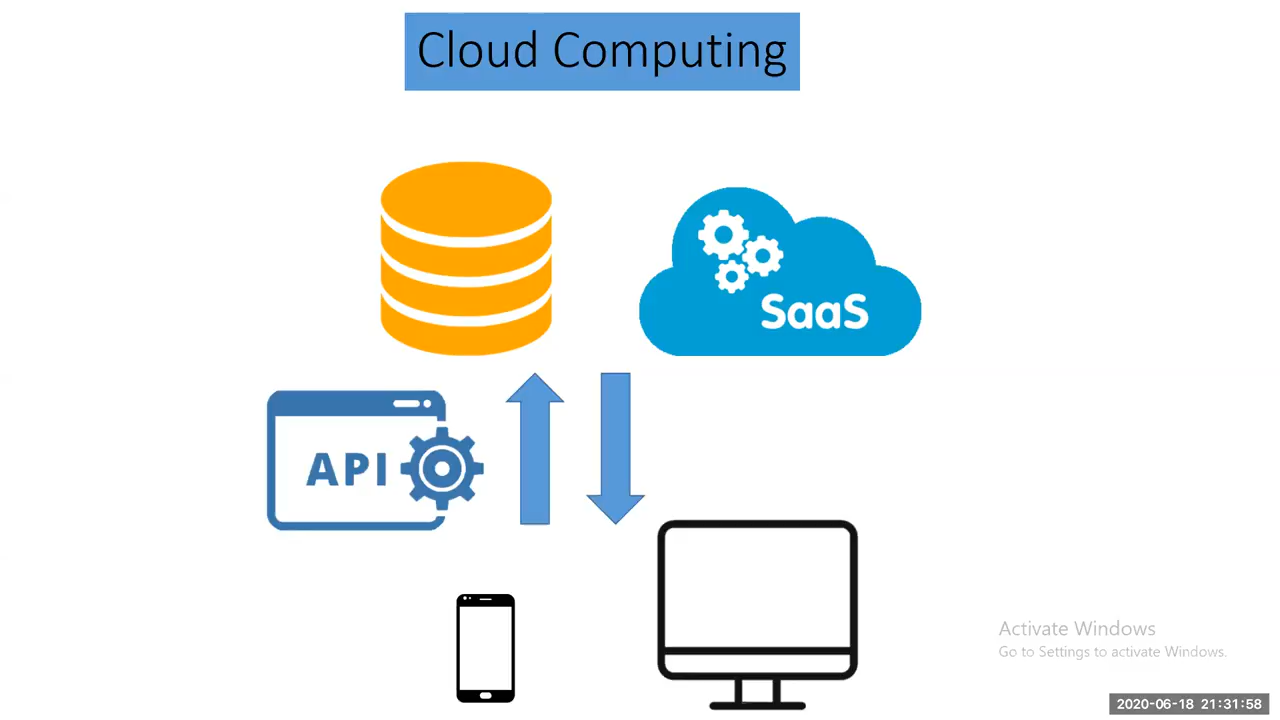 Cloud Computing
SaaS
API
Activate Windows
Go to Settings to activate Windows.
2020-06-18 21:31:58